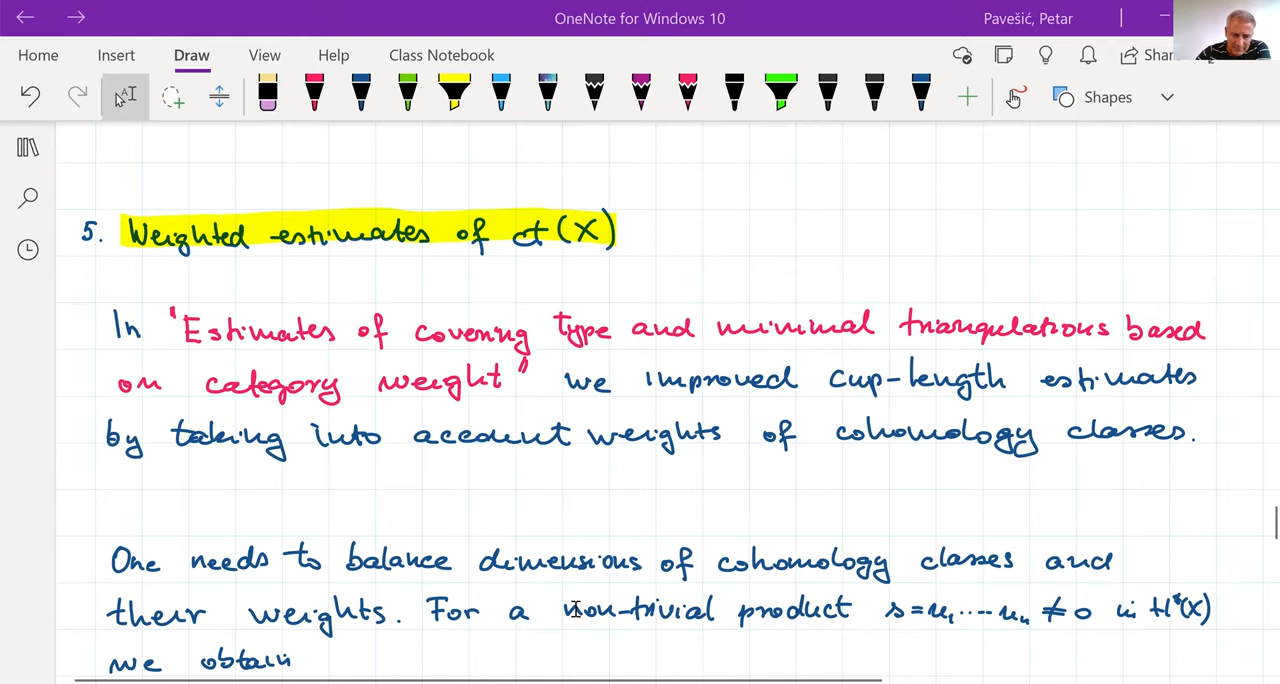 OneNote for Windows 10
Pavešić, Petar
Home Insert Draw View Help Class Notebook Shar
Shapes
5. Weighted estimates of ct(X)
In "Estimates of covering type and minimal triangulations based
on category weight" we improved cup-length estimates
by taking into account weights of cohomology classes.
One needs to balance dimensions of cohomology classes and
their weights. For a non-trivial product s=u₁.…u_n ≠ 0 in H*(X)
we obtain